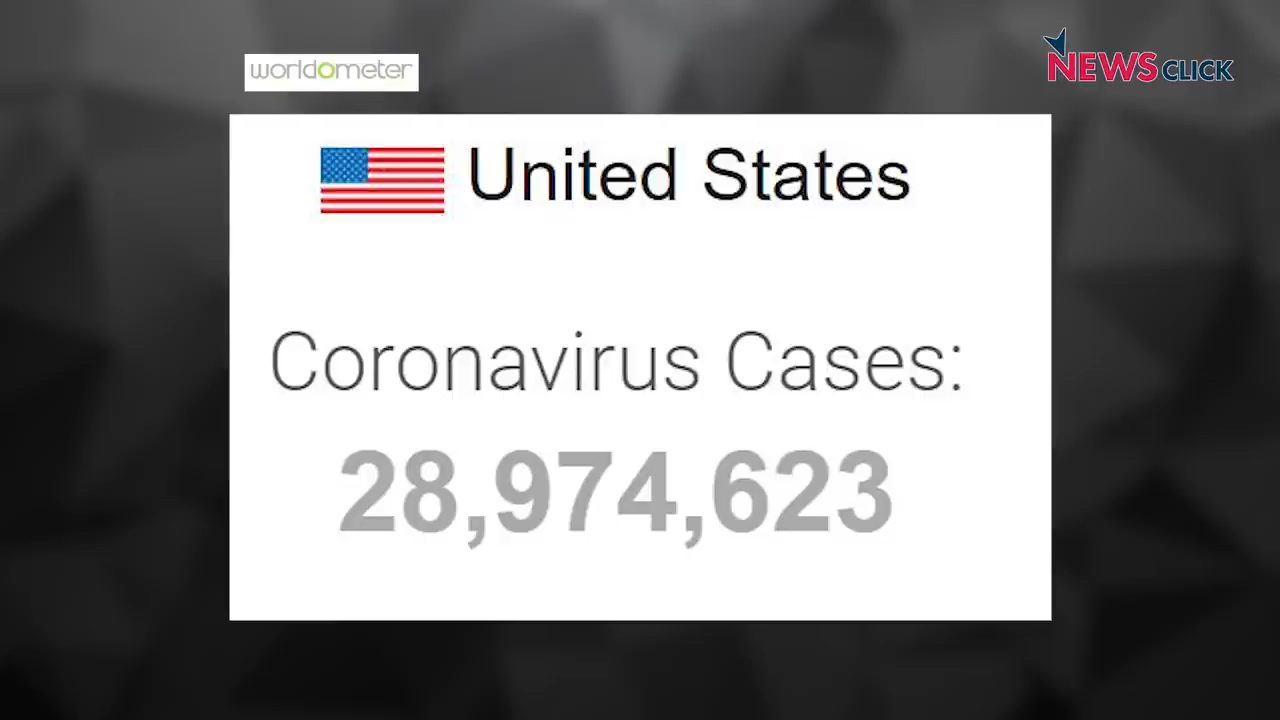 worldometer
NEWSCLICK
United States
Coronavirus Cases:
28,974,623